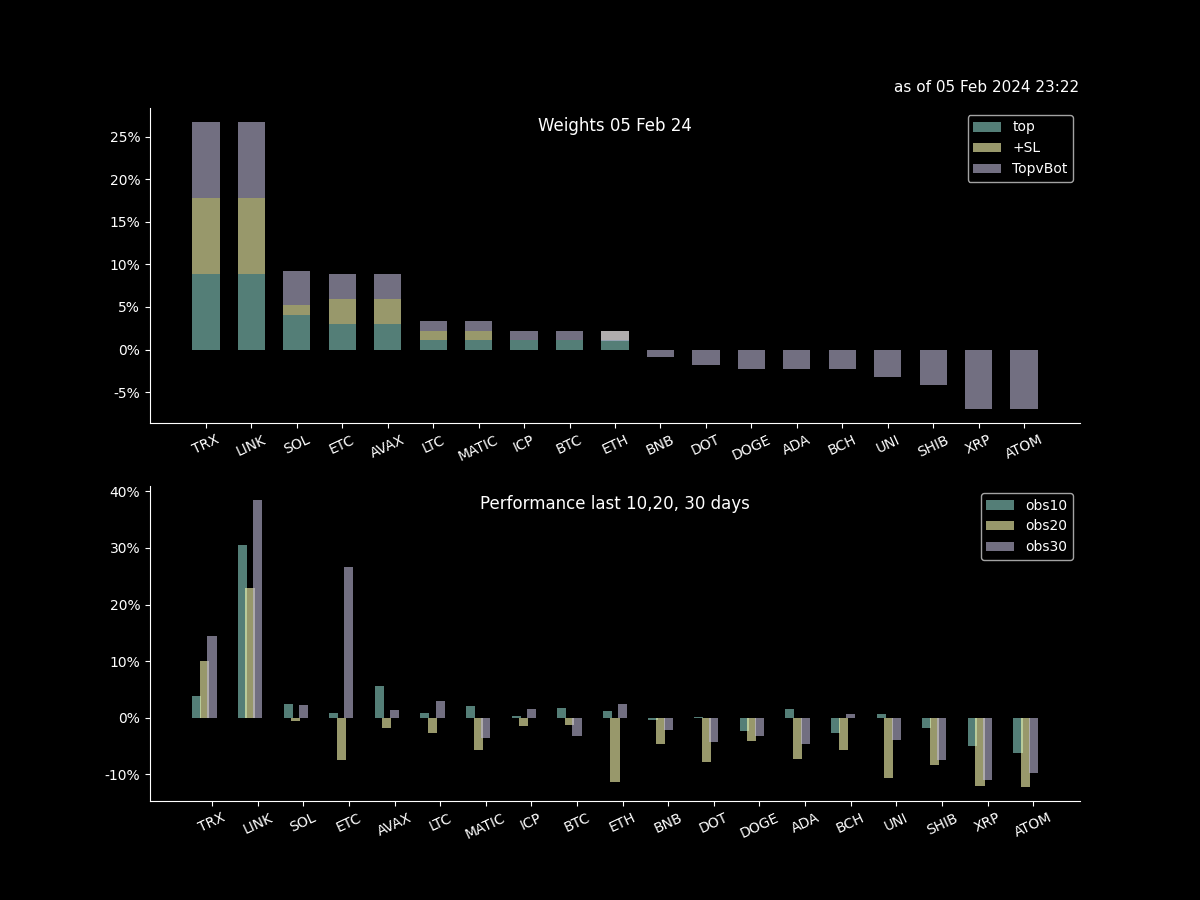 as of 05 Feb 2024 23:22
Weights 05 Feb 24
top
+SL
TopvBot
25%
20%
15%
10%
5%
0%
-5%
TRX LINK SOL ETC AVAX LTC MATIC ICP BTC ETH BNB DOT DOGE ADA BCH UNI SHIB XRP ATOM
Performance last 10,20, 30 days
obs10
obs20
obs30
40%
30%
20%
10%
0%
-10%
TRX LINK SOL ETC AVAX LTC MATIC ICP BTC ETH BNB DOT DOGE ADA BCH UNI SHIB XRP ATOM